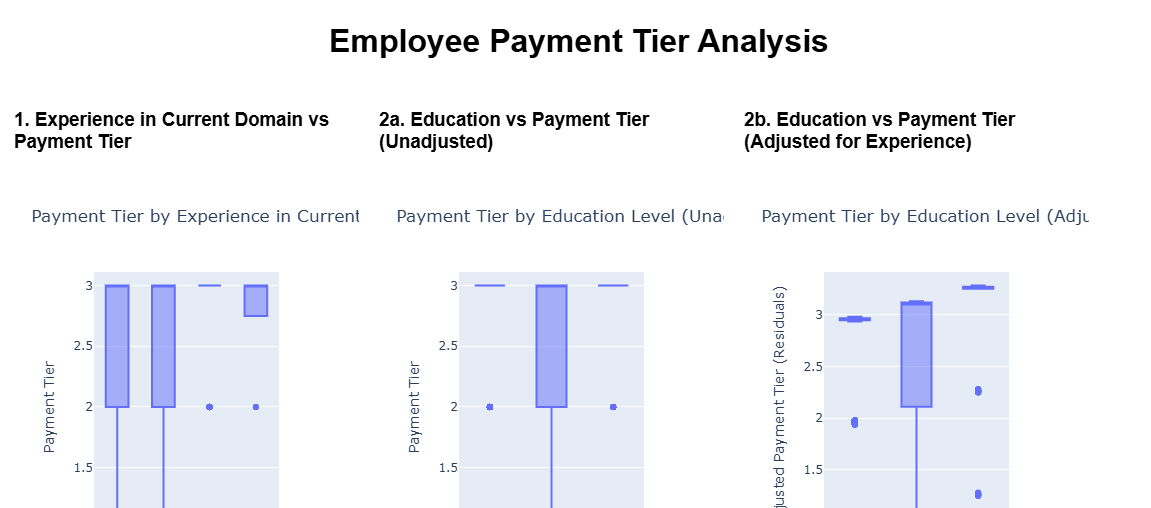 Employee Payment Tier Analysis
1. Experience in Current Domain vs
Payment Tier
2a. Education vs Payment Tier
(Unadjusted)
2b. Education vs Payment Tier
(Adjusted for Experience)
Payment Tier by Experience in Current
Payment Tier by Education Level (Una
Payment Tier by Education Level (Adju
3
2.5
2
1.5
Payment Tier
3
2.5
2
1.5
Payment Tier
3
2.5
2
1.5
justed Payment Tier (Residuals)